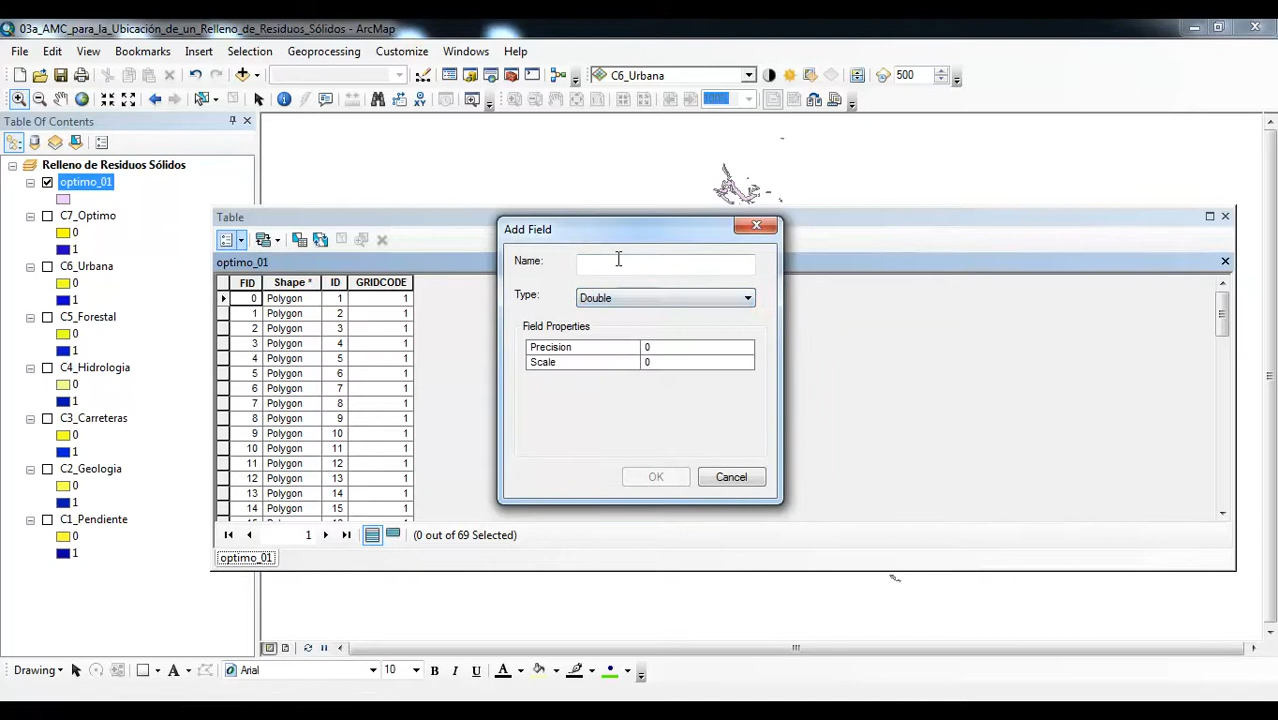 03a_AMC_para_la_Ubicación_de_un_Relleno_de_Residuos_Sólidos - ArcMap
File Edit View Bookmarks Insert Selection Geoprocessing Customize Windows Help
C6_Urbana 500
100%
Table Of Contents
Relleno de Residuos Sólidos
optimo_01
C7_Optimo
0
1
C6_Urbana
0
1
C5_Forestal
0
1
C4_Hidrologia
0
1
C3_Carreteras
0
1
C2_Geologia
0
1
C1_Pendiente
0
1
Table
optimo_01
FID Shape * ID GRIDCODE
0 Polygon 1 1
1 Polygon 2 1
2 Polygon 3 1
3 Polygon 4 1
4 Polygon 5 1
5 Polygon 6 1
6 Polygon 7 1
7 Polygon 8 1
8 Polygon 9 1
9 Polygon 10 1
10 Polygon 11 1
11 Polygon 12 1
12 Polygon 13 1
13 Polygon 14 1
14 Polygon 15 1
1 (0 out of 69 Selected)
optimo_01
Add Field
Name:
Type: Double
Field Properties
Precision 0
Scale 0
OK Cancel
Drawing A Arial 10 B I U A